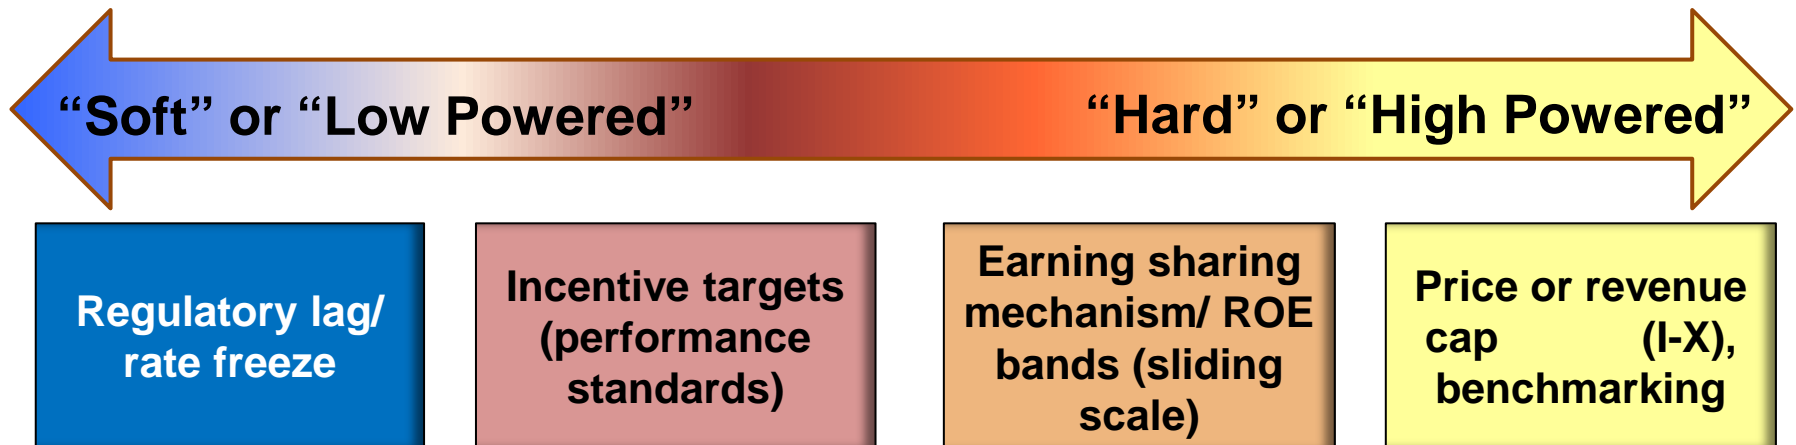 “Soft” or “Low Powered”
“Hard” or “High Powered”
Regulatory lag/
rate freeze
Incentive targets
(performance
standards)
Earning sharing
mechanism/ ROE
bands (sliding
scale)
Price or revenue
cap (I-X),
benchmarking